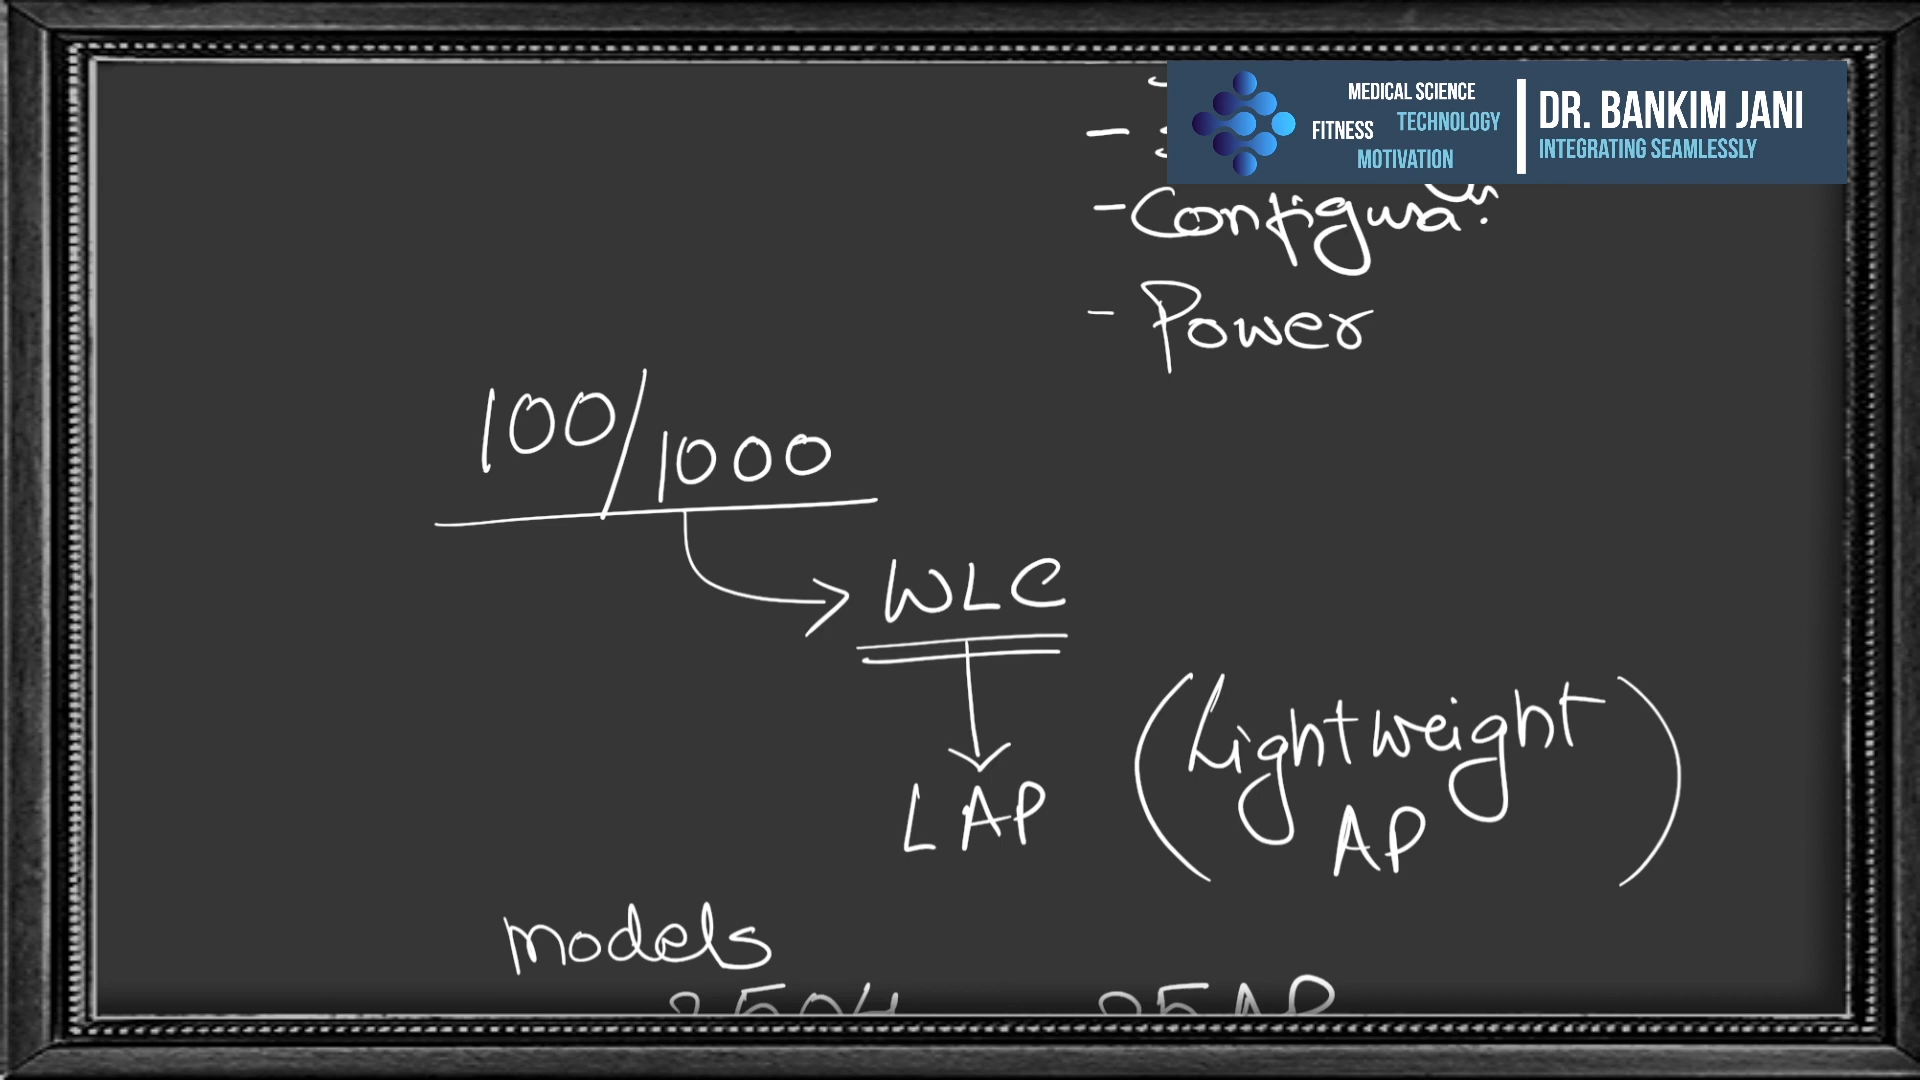 MEDICAL SCIENCE
FITNESS TECHNOLOGY
MOTIVATION
DR. BANKIM JANI
INTEGRATING SEAMLESSLY
- Power
100/1000
WLC
LAP
(Lightweight
AP)
models